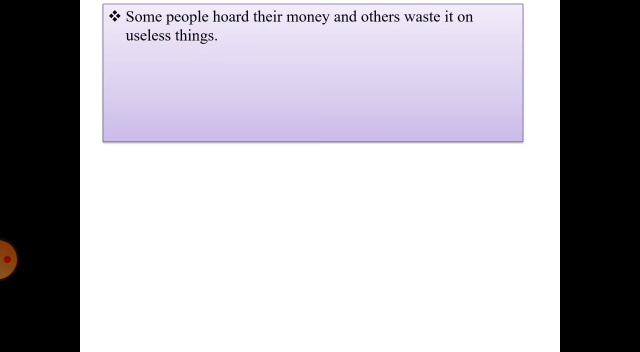 ❖ Some people hoard their money and others waste it on
useless things.